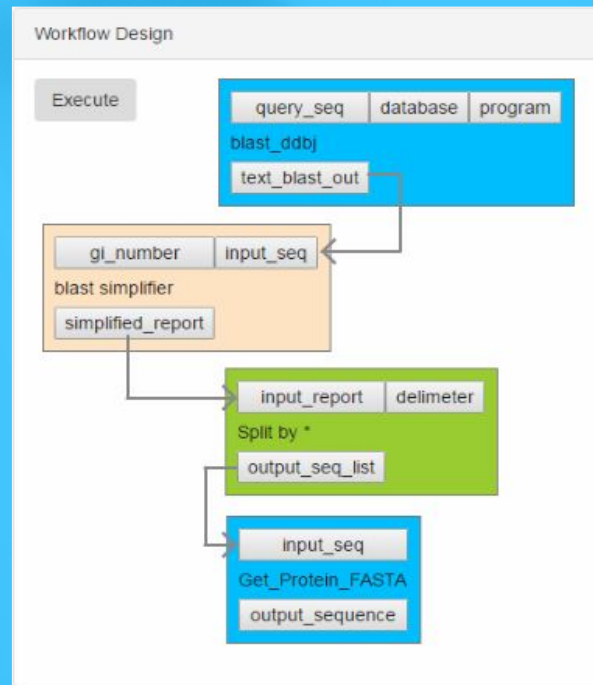 Workflow Design
Execute
query_seq database program
blast_ddbj
text_blast_out
gi_number input_seq
blast simplifier
simplified_report
input_report delimeter
Split by *
output_seq_list
input_seq
Get_Protein_FASTA
output_sequence